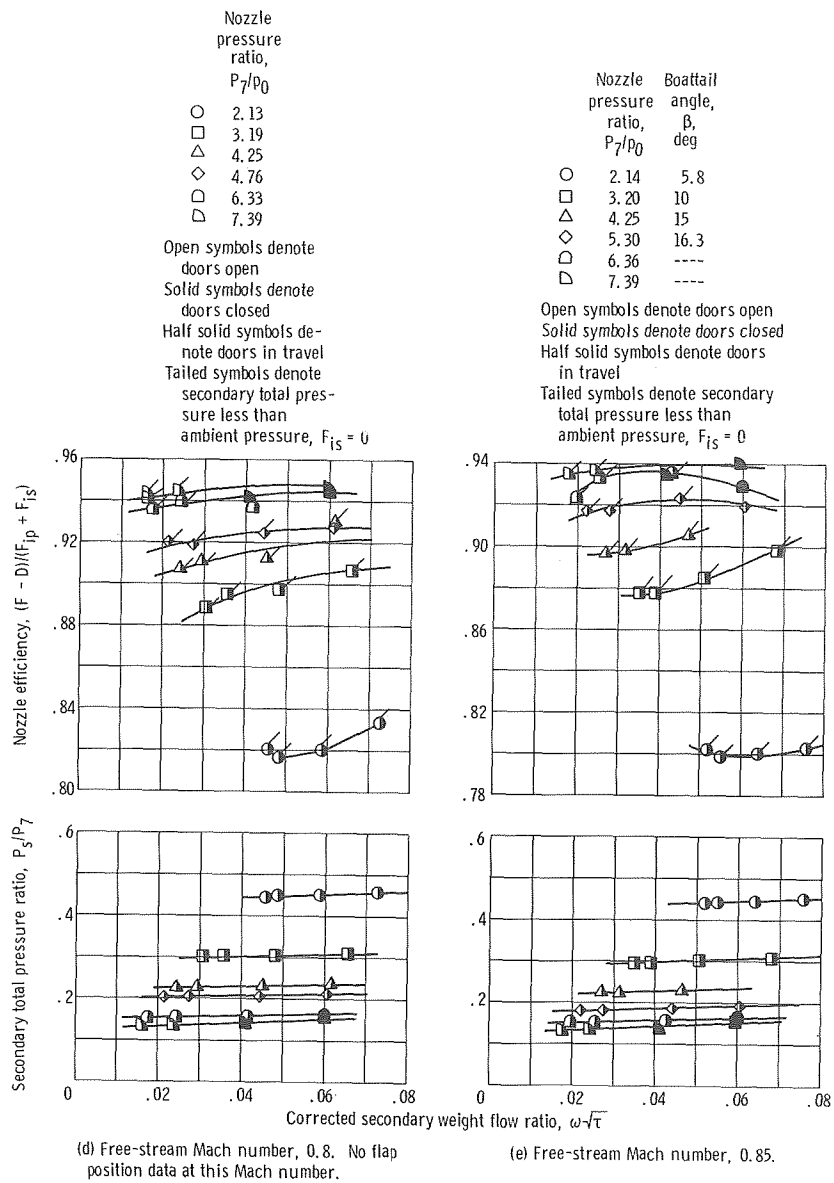 Nozzle
pressure
ratio,
P7/p0
2.13
3.19
4.25
4.76
6.33
7.39
Open symbols denote
doors open
Solid symbols denote
doors closed
Half solid symbols de-
note doors in travel
Tailed symbols denote
secondary total pres-
sure less than
ambient pressure, Fis = 0
Nozzle Boattail
pressure angle,
ratio, β,
P7/p0 deg
2.14 5.8
3.20 10
4.25 15
5.30 16.3
6.36 ----
7.39 ----
Open symbols denote doors open
Solid symbols denote doors closed
Half solid symbols denote doors
in travel
Tailed symbols denote secondary
total pressure less than
ambient pressure, Fis = 0
Nozzle efficiency, (F - D)/(Fip + Fis)
.96
.92
.88
.84
.80
.94
.90
.86
.82
.78
Secondary total pressure ratio, Ps/P7
.6
.4
.2
0 .02 .04 .06 .08
.6
.4
.2
0 .02 .04 .06 .08
Corrected secondary weight flow ratio, ω√τ
(d) Free-stream Mach number, 0.8. No flap
position data at this Mach number.
(e) Free-stream Mach number, 0.85.